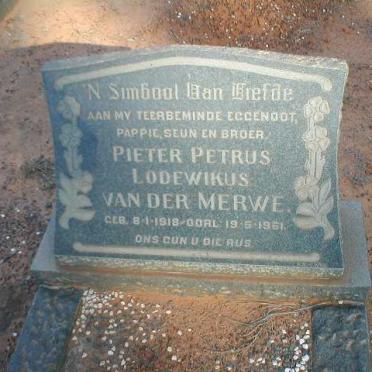 'N Simbool Van Liefde
AAN MY TEERBEMINDE EGGENOOT,
PAPPIE, SEUN EN BROER.
PIETER PETRUS
LODEWIKUS
VAN DER MERWE
GEB. 8-1-1918-OORL. 19-5-1961.
ONS GUN U DIE RUS